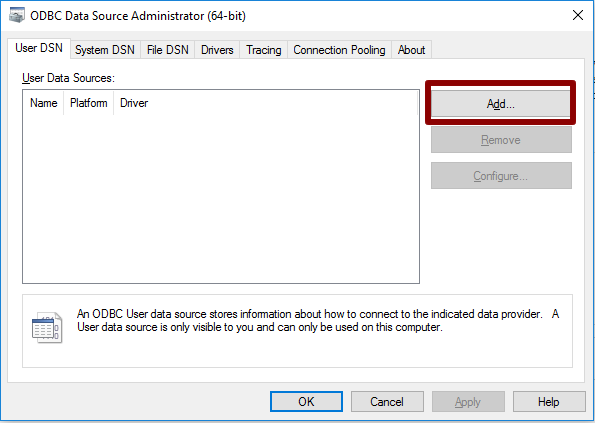 ODBC Data Source Administrator (64-bit)
User DSN System DSN File DSN Drivers Tracing Connection Pooling About
User Data Sources:
Name Platform Driver
Add...
Remove
Configure...
An ODBC User data source stores information about how to connect to the indicated data provider. A
User data source is only visible to you and can only be used on this computer.
OK Cancel Apply Help